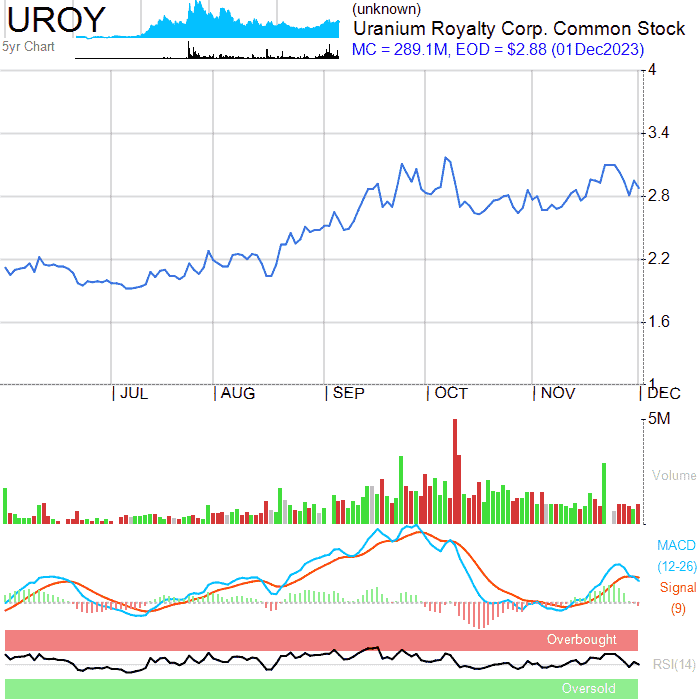 UROY
(unknown)
Uranium Royalty Corp. Common Stock
5yr Chart
MC = 289.1M, EOD = $2.88 (01Dec2023)
4
3.4
2.8
2.2
1.6
1
JUL
AUG
SEP
OCT
NOV
DEC
5M
Volume
MACD
(12-26)
Signal
(9)
Overbought
RSI(14)
Oversold